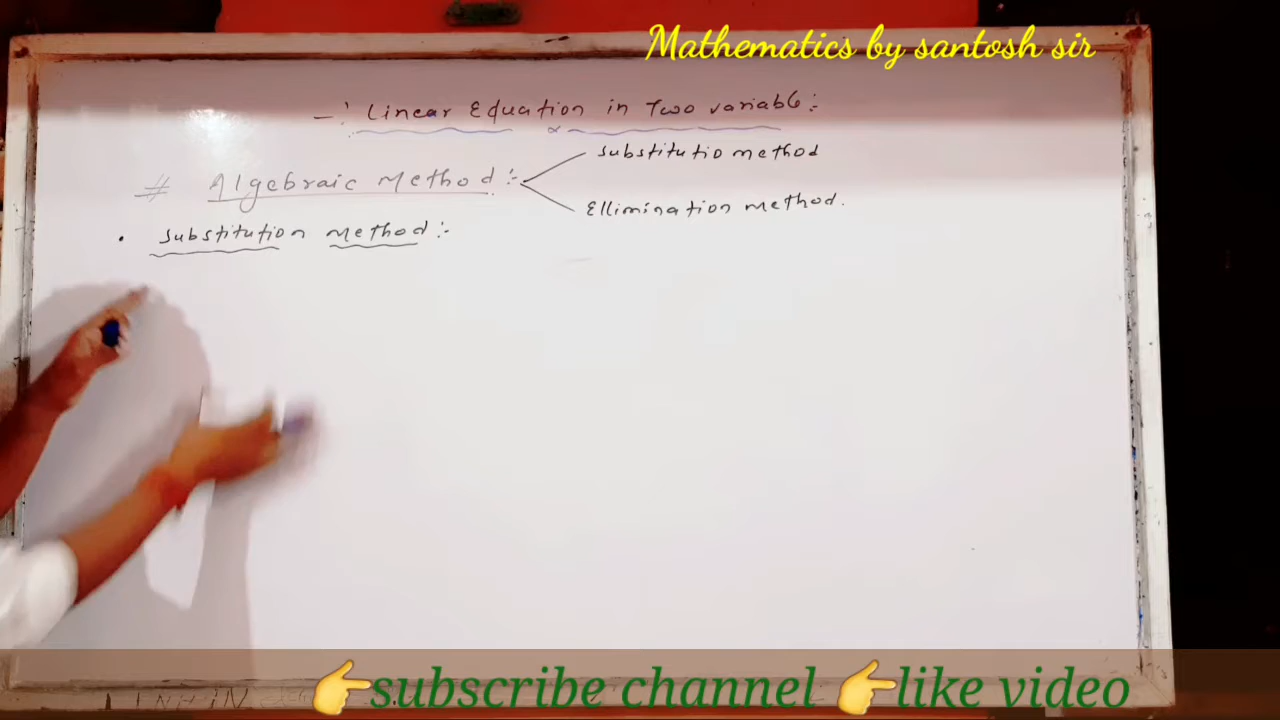 Mathematics by santosh sir
-: Linear Equation in Two variable :-
# Algebraic Method :-
substitutio method
Ellimination method.
• substitution method :-
👉subscribe channel 👉like video